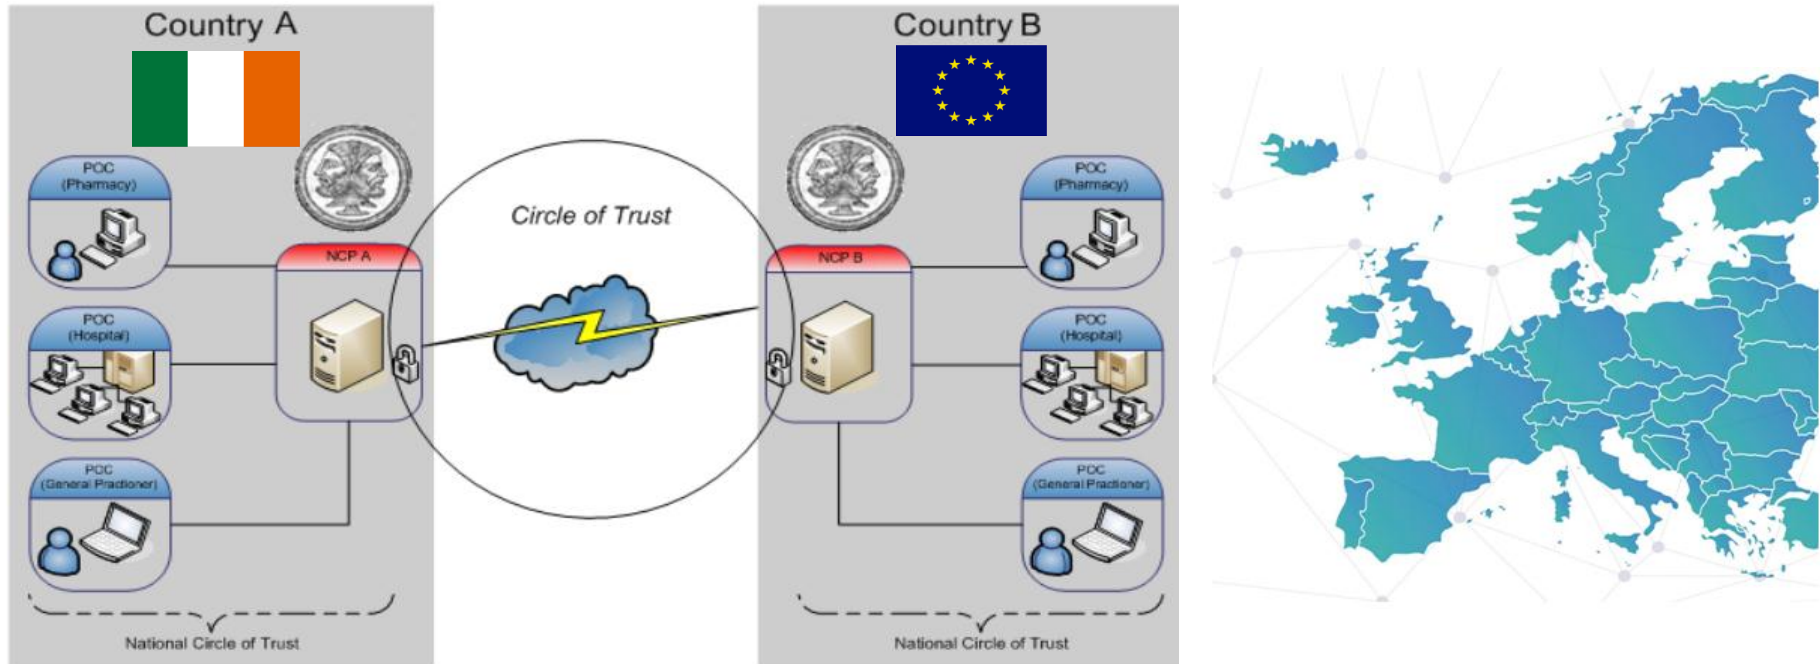 Country A
POC
(Pharmacy)
POC
(Hospital)
POC
(General Practioner)
NCP A
National Circle of Trust
Circle of Trust
Country B
NCP B
POC
(Pharmacy)
POC
(Hospital)
POC
(General Practioner)
National Circle of Trust